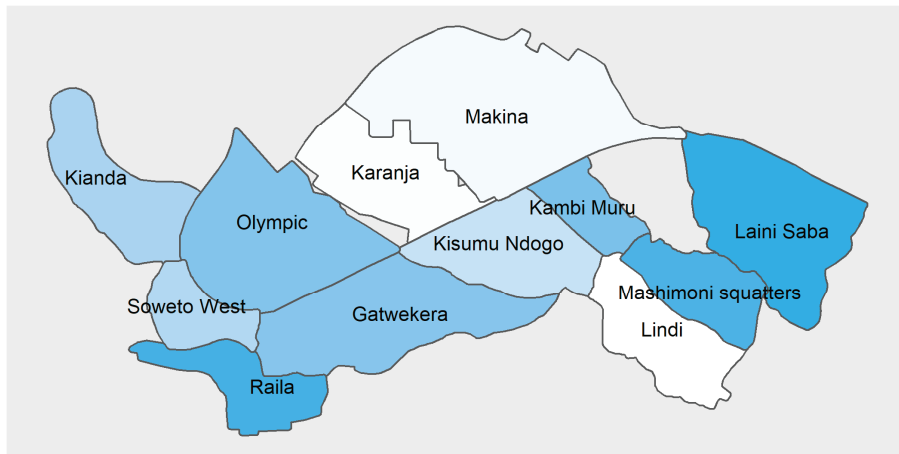 Makina
Karanja
Kianda
Kambi Muru
Olympic
Laini Saba
Kisumu Ndogo
Mashimoni squatters
Soweto West
Gatwekera
Lindi
Raila